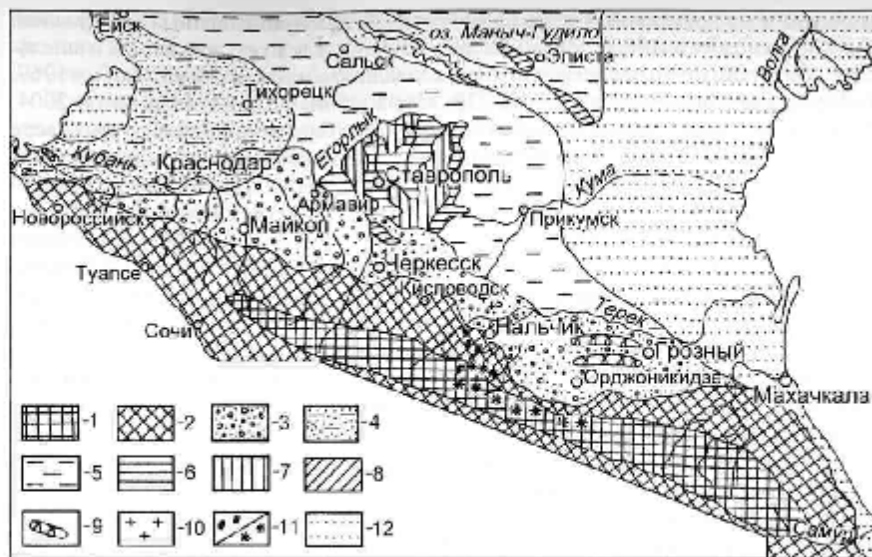 Ейск
оз. Маныч-Гудило
Сальск
Элиста
Волга
Тихорецк
Егорлык
Кубань
Краснодар
Ставрополь
Кума
Армавир
Новороссийск
Прикумск
Майкоп
Туапсе
Черкесск
Кисловодск
Терек
Сочи
Нальчик
Грозный
Орджоникидзе
Махачкала
-1 -2 -3 -4
-5 -6 -7 -8
-9 -10 -11 -12
Самур